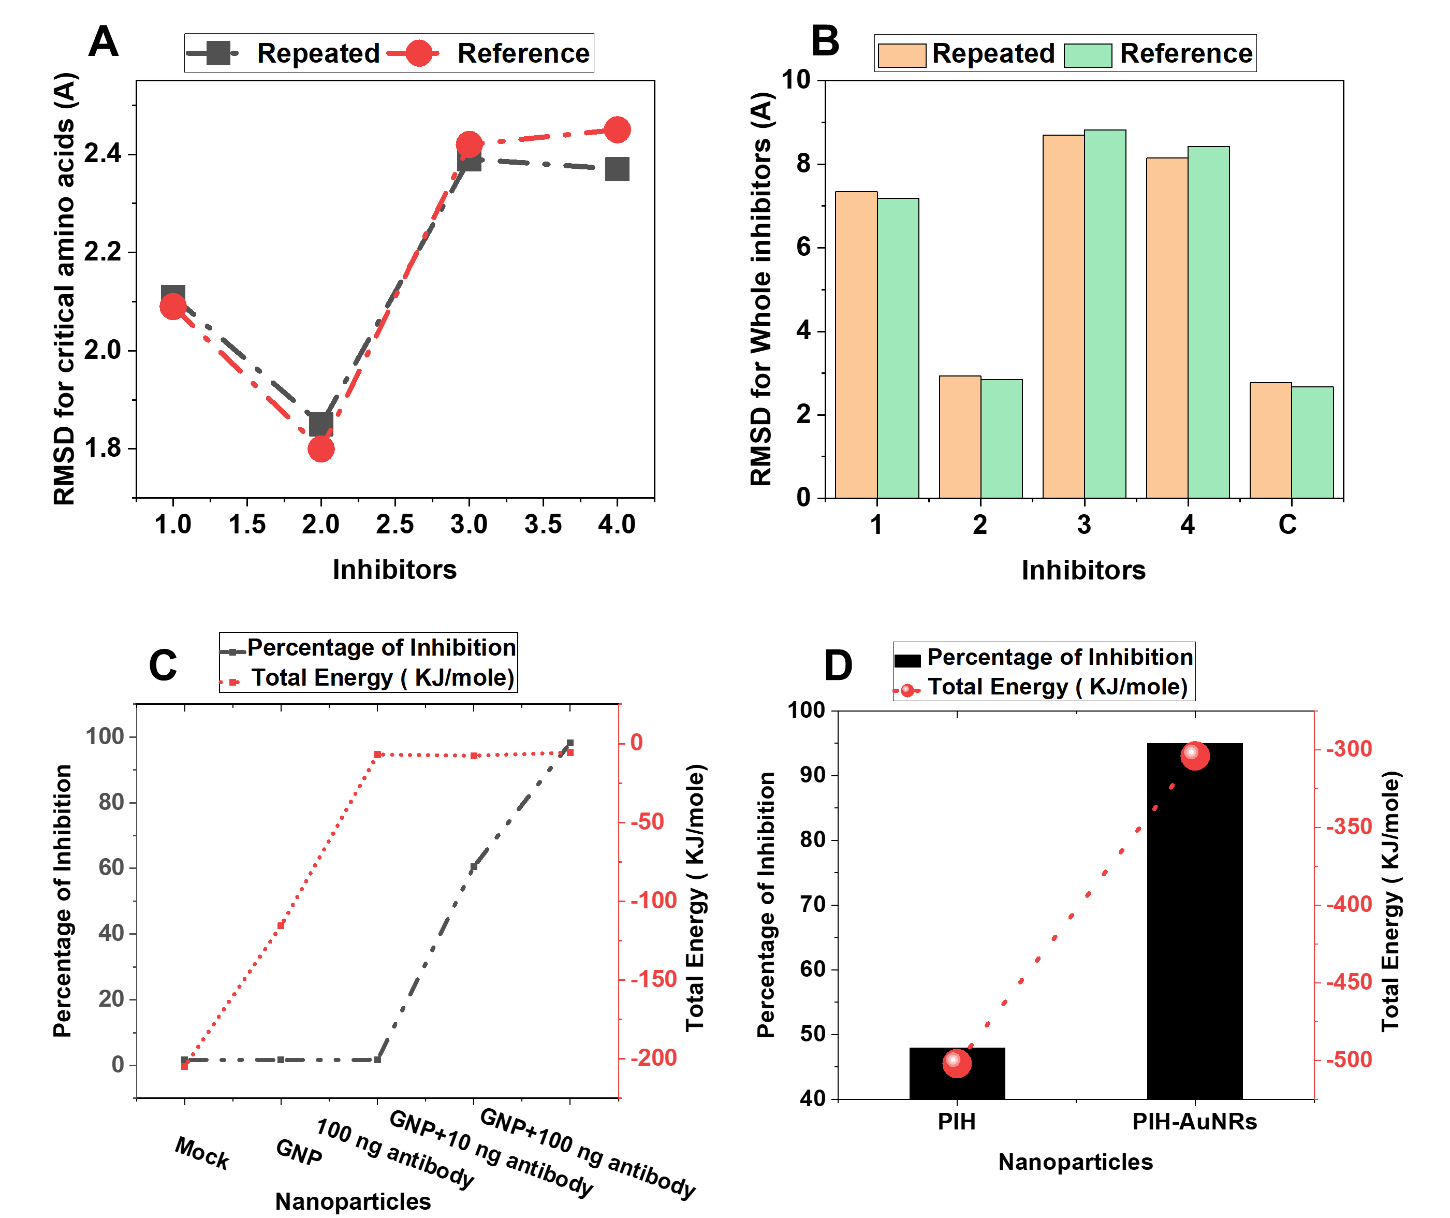 A
Repeated Reference
RMSD for critical amino acids (A)
2.4
2.2
2.0
1.8
1.0 1.5 2.0 2.5 3.0 3.5 4.0
Inhibitors
B
Repeated Reference
RMSD for Whole inhibitors (A)
10
8
6
4
2
0
1 2 3 4 C
Inhibitors
C
Percentage of Inhibition
Total Energy ( KJ/mole)
Percentage of Inhibition
100
80
60
40
20
0
0
-50
-100
-150
-200
Total Energy ( KJ/mole)
Mock
GNP
100 ng antibody
GNP+10 ng antibody
GNP+100 ng antibody
Nanoparticles
D
Percentage of Inhibition
Total Energy ( KJ/mole)
Percentage of Inhibition
100
90
80
70
60
50
40
-300
-350
-400
-450
-500
Total Energy ( KJ/mole)
PIH PIH-AuNRs
Nanoparticles